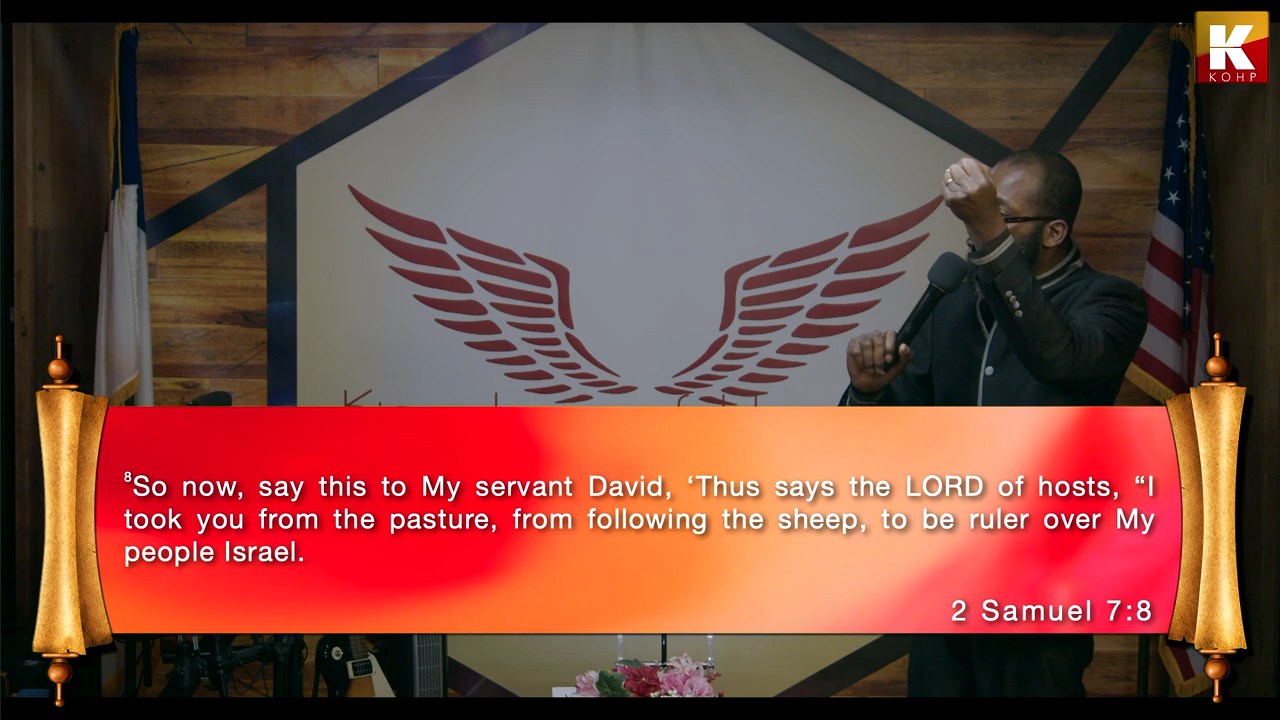 K
KOHP
⁸So now, say this to My servant David, ‘Thus says the LORD of hosts, “I
took you from the pasture, from following the sheep, to be ruler over My
people Israel.
2 Samuel 7:8